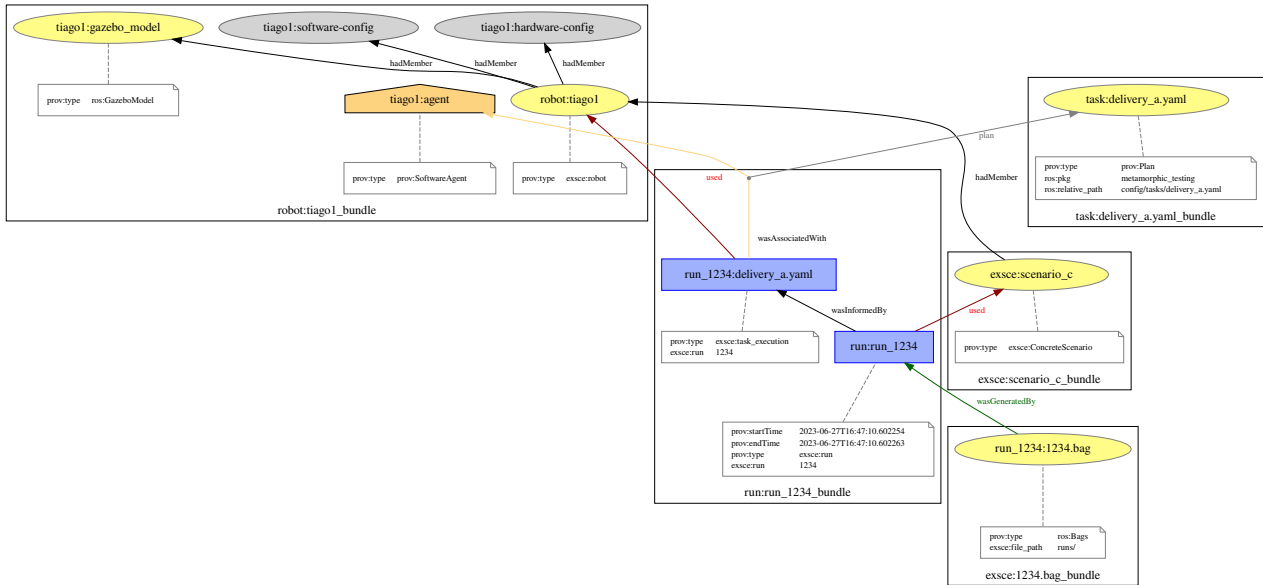 tiago1:gazebo_model
tiago1:software-config
tiago1:hardware-config
hadMember
hadMember
hadMember
prov:type ros:GazeboModel
tiago1:agent
robot:tiago1
prov:type prov:SoftwareAgent
prov:type exsce:robot
robot:tiago1_bundle
task:delivery_a.yaml
plan
prov:type prov:Plan
ros:pkg metamorphic_testing
ros:relative_path config/tasks/delivery_a.yaml
task:delivery_a.yaml_bundle
used
hadMember
wasAssociatedWith
run_1234:delivery_a.yaml
exsce:scenario_c
wasInformedBy
used
prov:type exsce:task_execution
exsce:run 1234
run:run_1234
prov:type exsce:ConcreteScenario
exsce:scenario_c_bundle
wasGeneratedBy
prov:startTime 2023-06-27T16:47:10.602254
prov:endTime 2023-06-27T16:47:10.602263
prov:type exsce:run
exsce:run 1234
run:run_1234_bundle
run_1234:1234.bag
prov:type ros:Bags
exsce:file_path runs/
exsce:1234.bag_bundle